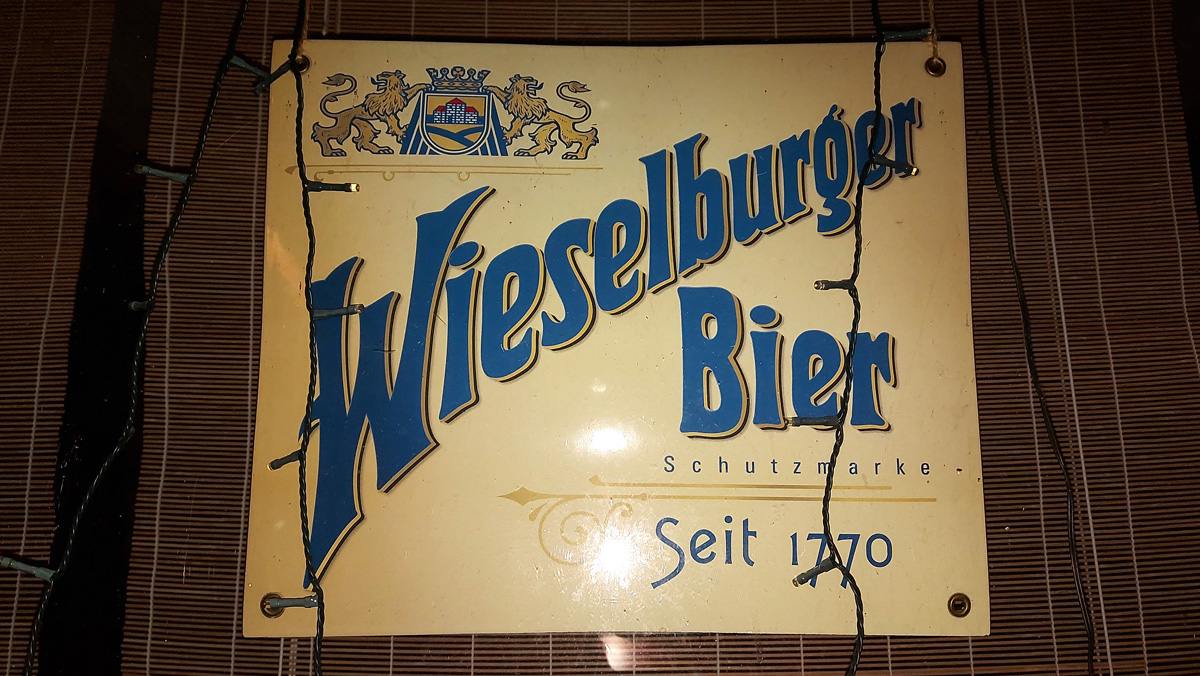 Wieselburger
Bier
Schutzmarke
Seit 1770